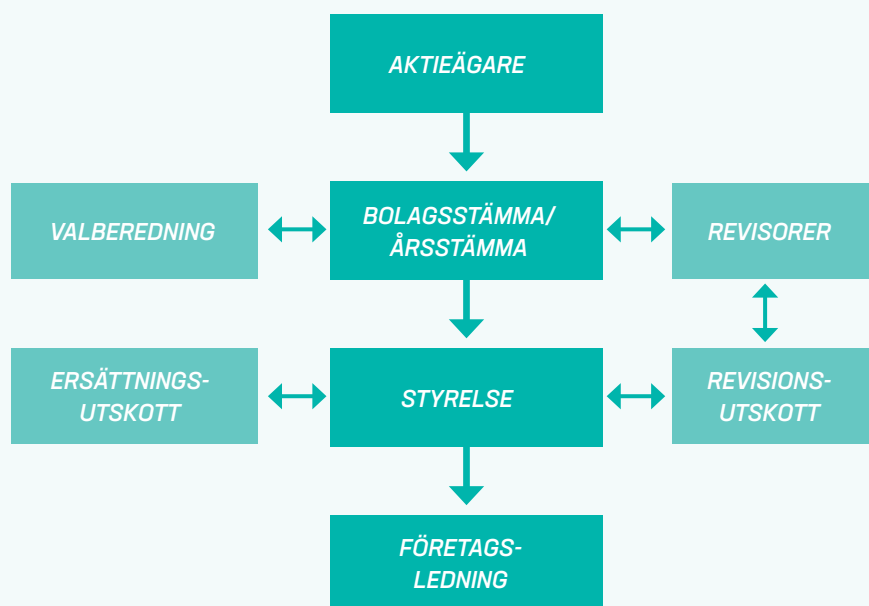 AKTIEÄGARE
VALBEREDNING
BOLAGSSTÄMMA/
ÅRSSTÄMMA
REVISORER
ERSÄTTNINGS-
UTSKOTT
STYRELSE
REVISIONS-
UTSKOTT
FÖRETAGS-
LEDNING